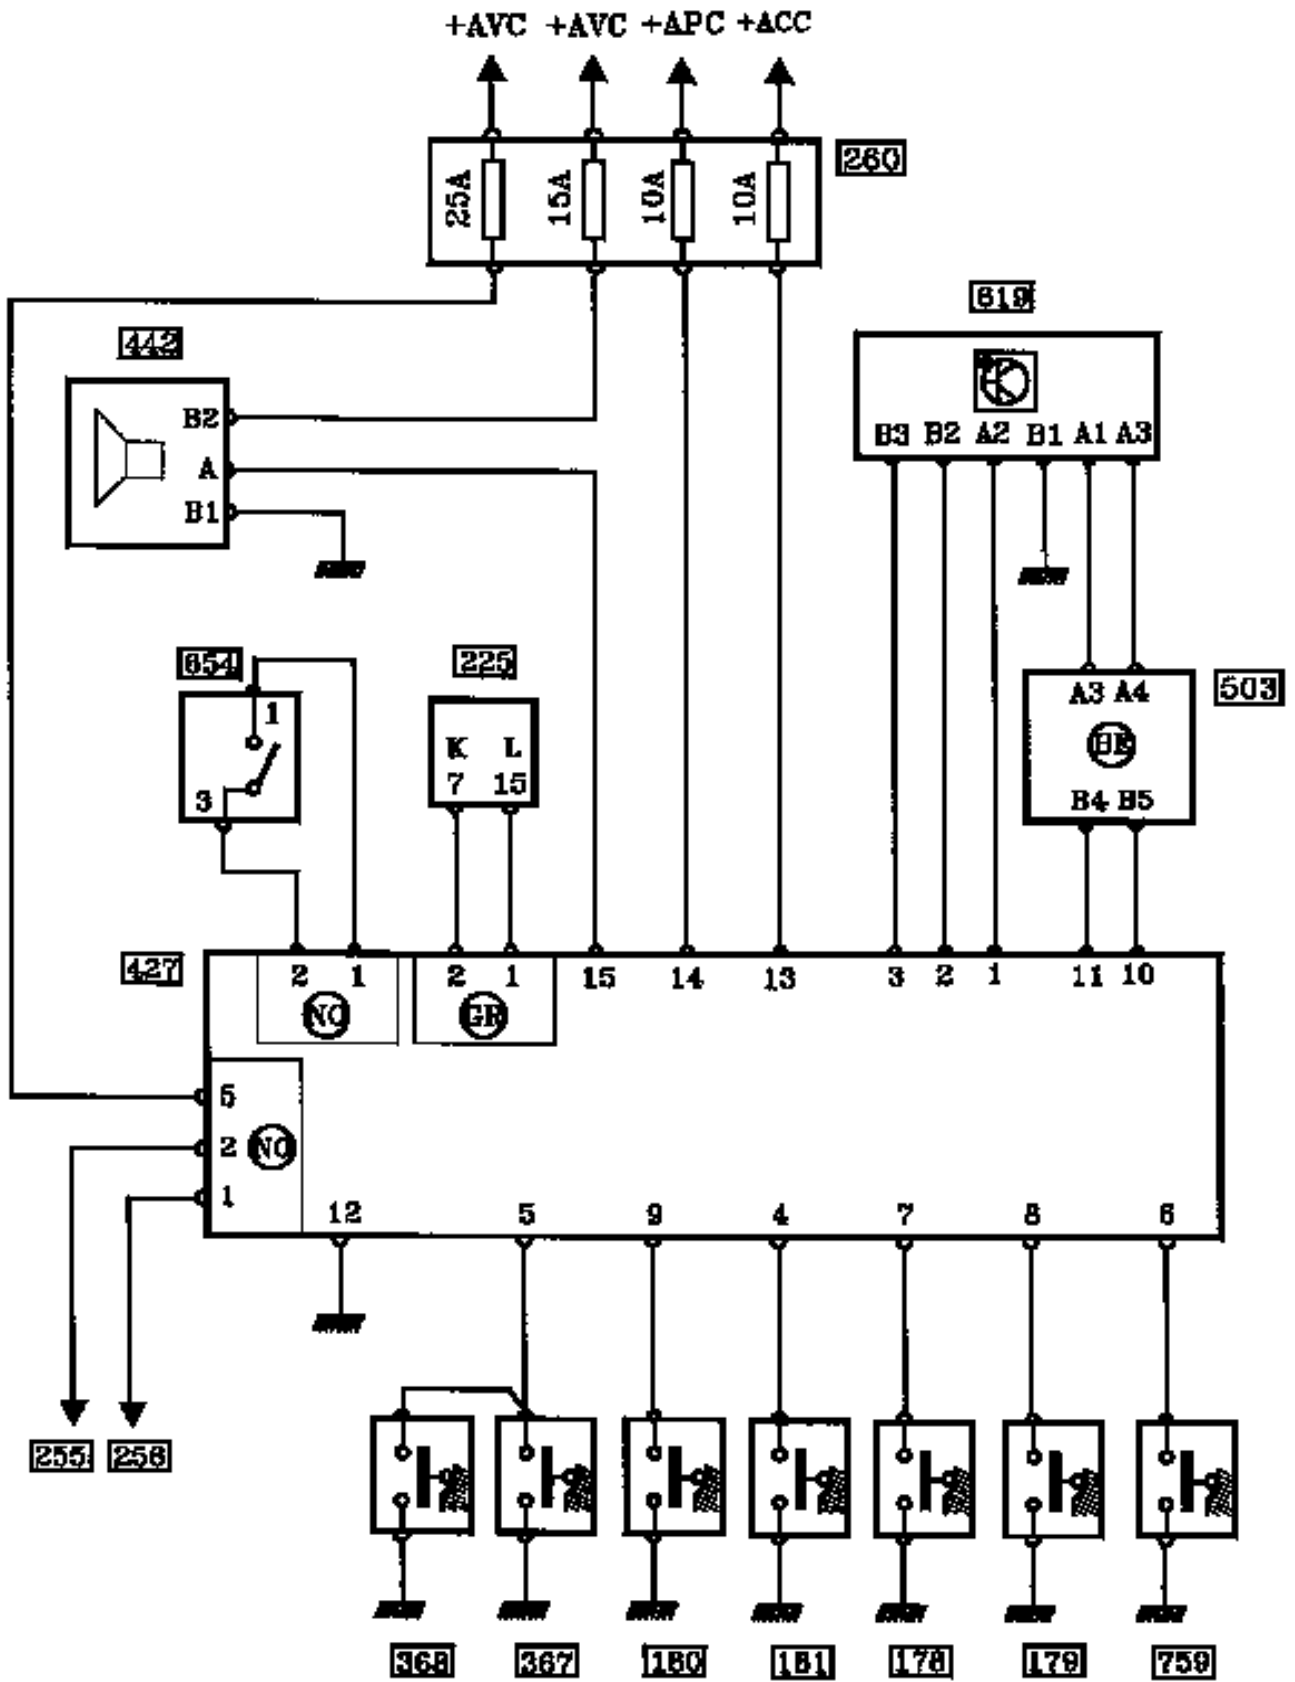 +AVC +AVC +APC +ACC
25A 15A 10A 10A
260
619
442
B2
A
B1
B3 B2 A2 B1 A1 A3
654
1
3
225
K L
7 15
503
A3 A4
B4 B5
427
2 1 2 1 15 14 13 3 2 1 11 10
NO GR
5
2 NO
1
12 5 9 4 7 8 6
255 256
368 367 180 181 178 179 759